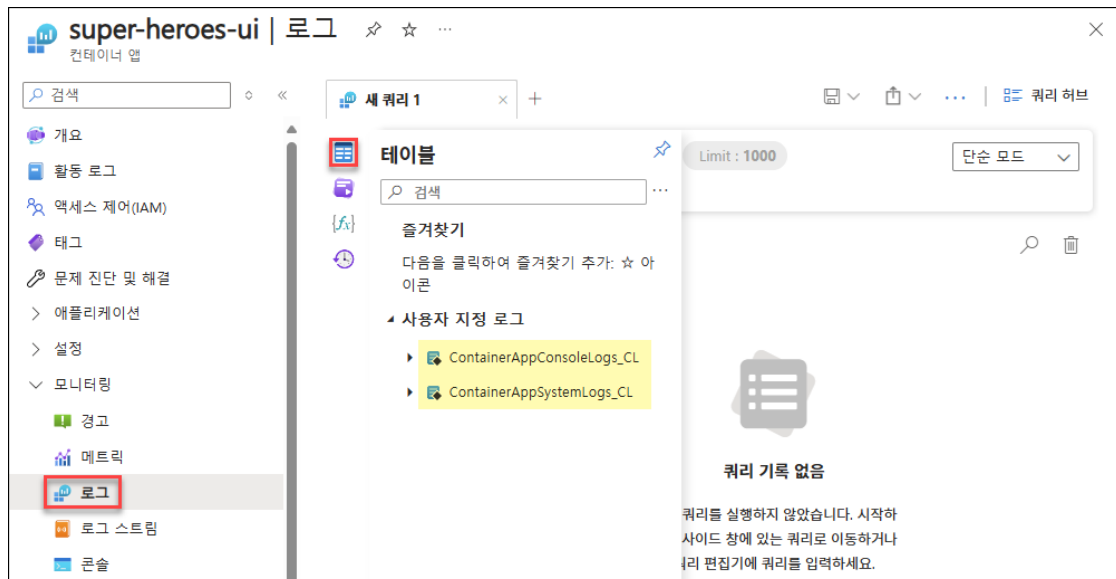 super-heroes-ui | 로그
컨테이너 앱
검색
개요
활동 로그
액세스 제어(IAM)
태그
문제 진단 및 해결
애플리케이션
설정
모니터링
경고
메트릭
로그
로그 스트림
콘솔
새 쿼리 1
쿼리 허브
테이블
Limit : 1000
단순 모드
검색
{fx}
즐겨찾기
다음을 클릭하여 즐겨찾기 추가: ☆ 아
이콘
사용자 지정 로그
ContainerAppConsoleLogs_CL
ContainerAppSystemLogs_CL
쿼리 기록 없음
쿼리를 실행하지 않았습니다. 시작하
사이드 창에 있는 쿼리로 이동하거나
편집기에 쿼리를 입력하세요.